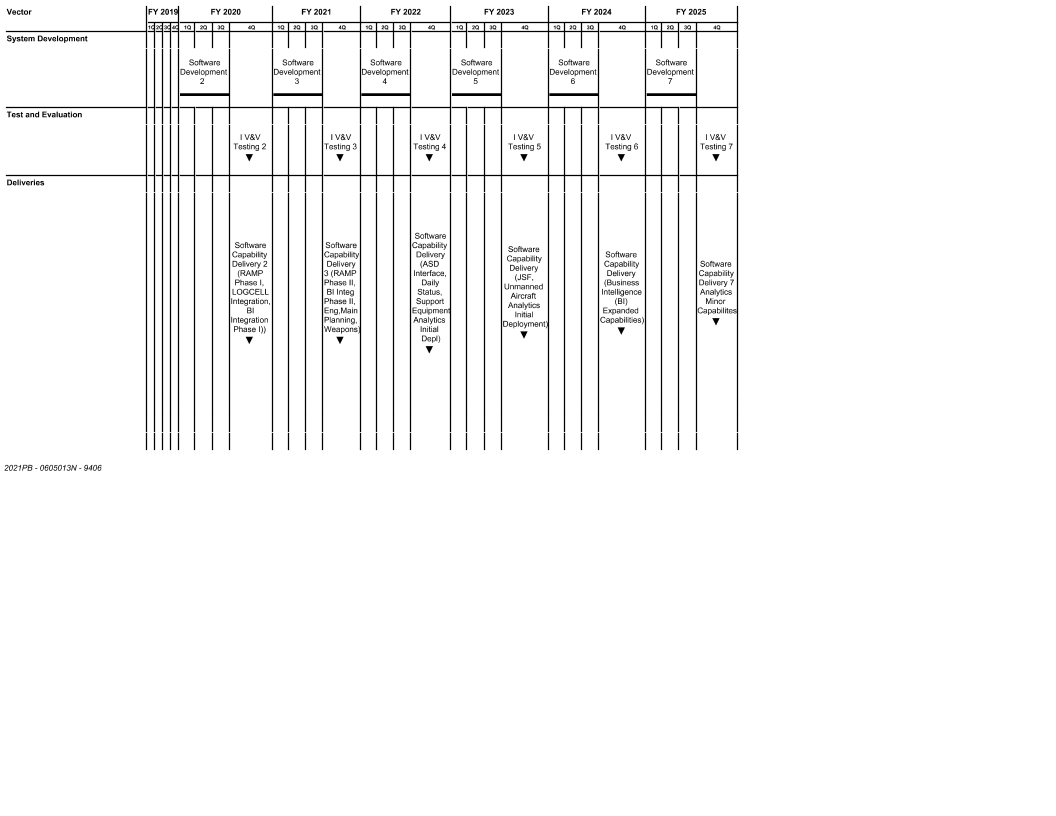 Vector FY 2019 FY 2020 FY 2021 FY 2022 FY 2023 FY 2024 FY 2025
1Q 2Q 3Q 4Q 1Q 2Q 3Q 4Q 1Q 2Q 3Q 4Q 1Q 2Q 3Q 4Q 1Q 2Q 3Q 4Q 1Q 2Q 3Q 4Q 1Q 2Q 3Q 4Q
System Development
Software
Development
2
Software
Development
3
Software
Development
4
Software
Development
5
Software
Development
6
Software
Development
7
Test and Evaluation
I V&V
Testing 2
I V&V
Testing 3
I V&V
Testing 4
I V&V
Testing 5
I V&V
Testing 6
I V&V
Testing 7
Deliveries
Software
Capability
Delivery 2
(RAMP
Phase I,
LOGCELL
Integration,
BI
Integration
Phase I))
Software
Capability
Delivery
3 (RAMP
Phase II,
BI Integ
Phase II,
Eng,Main
Planning,
Weapons)
Software
Capability
Delivery
(ASD
Interface,
Daily
Status,
Support
Equipment
Analytics
Initial
Depl)
Software
Capability
Delivery
(JSF,
Unmanned
Aircraft
Analytics
Initial
Deployment)
Software
Capability
Delivery
(Business
Intelligence
(BI)
Expanded
Capabilities)
Software
Capability
Delivery 7
Analytics
Minor
Capabilites
2021PB - 0605013N - 9406